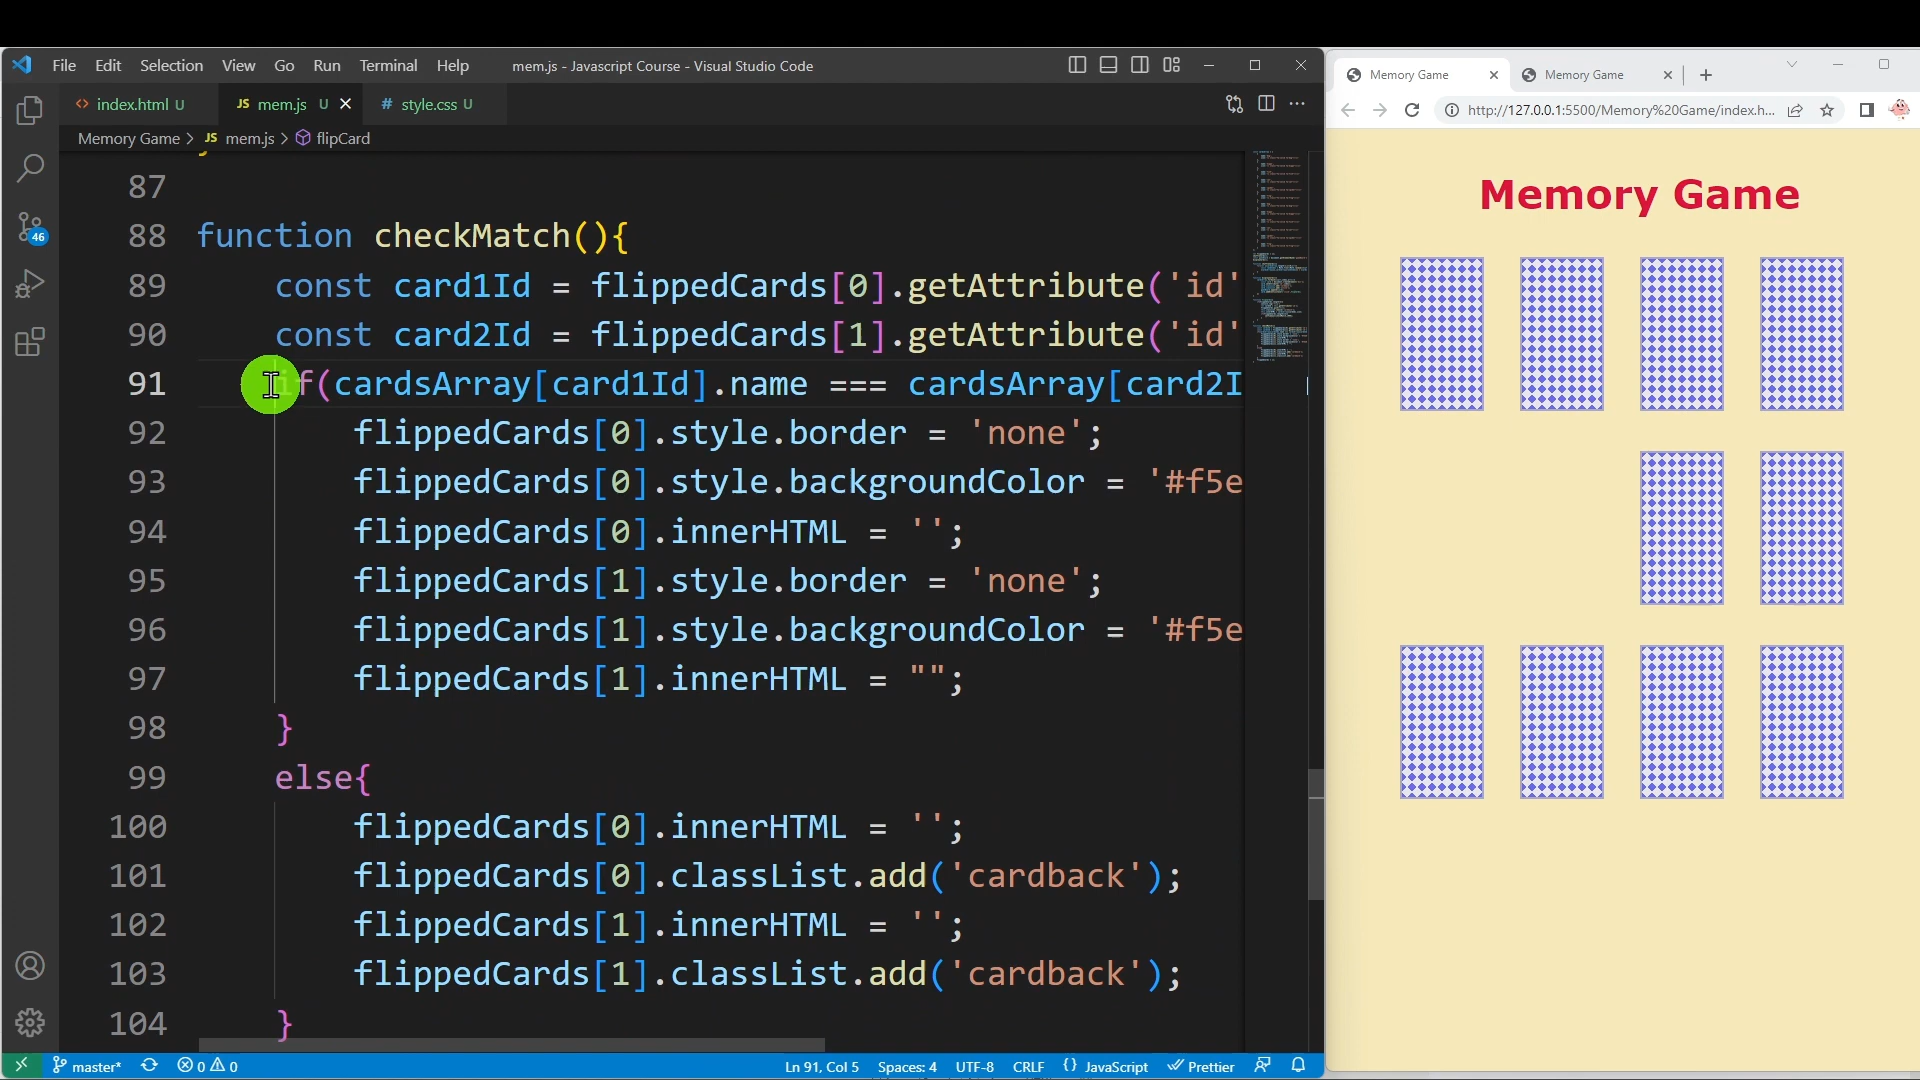 File Edit Selection View Go Run Terminal Help mem.js - Javascript Course - Visual Studio Code
index.html U JS mem.js U # style.css U
Memory Game > JS mem.js > flipCard
87
88 function checkMatch(){
89 const card1Id = flippedCards[0].getAttribute('id'
90 const card2Id = flippedCards[1].getAttribute('id'
91 if(cardsArray[card1Id].name === cardsArray[card2I
92 flippedCards[0].style.border = 'none';
93 flippedCards[0].style.backgroundColor = '#f5e
94 flippedCards[0].innerHTML = '';
95 flippedCards[1].style.border = 'none';
96 flippedCards[1].style.backgroundColor = '#f5e
97 flippedCards[1].innerHTML = "";
98 }
99 else{
100 flippedCards[0].innerHTML = '';
101 flippedCards[0].classList.add('cardback');
102 flippedCards[1].innerHTML = '';
103 flippedCards[1].classList.add('cardback');
104 }
46
master* 0 0 Ln 91, Col 5 Spaces: 4 UTF-8 CRLF {} JavaScript Prettier
Memory Game Memory Game
http://127.0.0.1:5500/Memory%20Game/index.h...
Memory Game